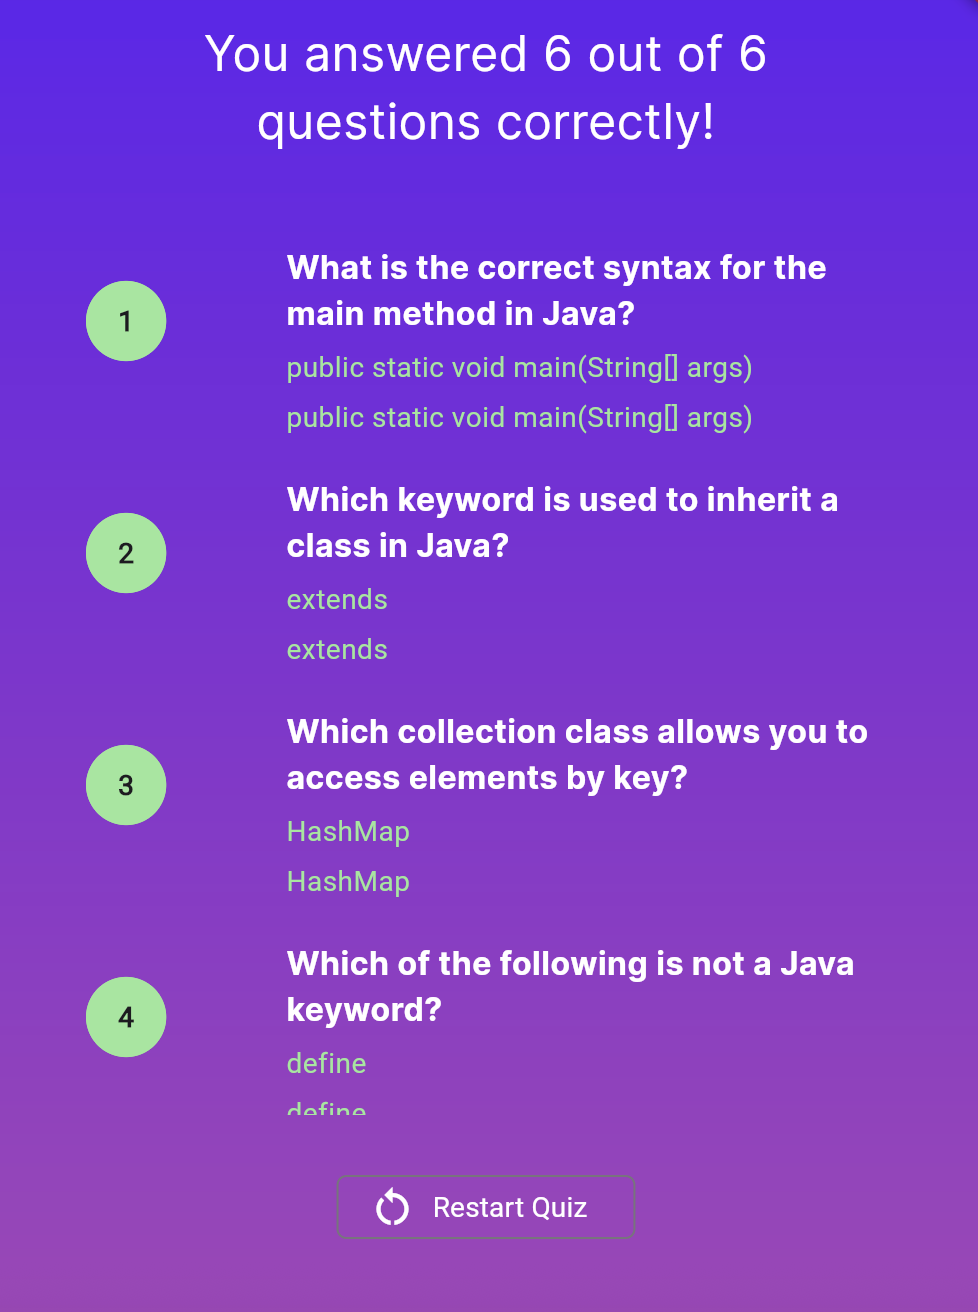 You answered 6 out of 6
questions correctly!
1
What is the correct syntax for the
main method in Java?
public static void main(String[] args)
public static void main(String[] args)
2
Which keyword is used to inherit a
class in Java?
extends
extends
3
Which collection class allows you to
access elements by key?
HashMap
HashMap
4
Which of the following is not a Java
keyword?
define
define
Restart Quiz